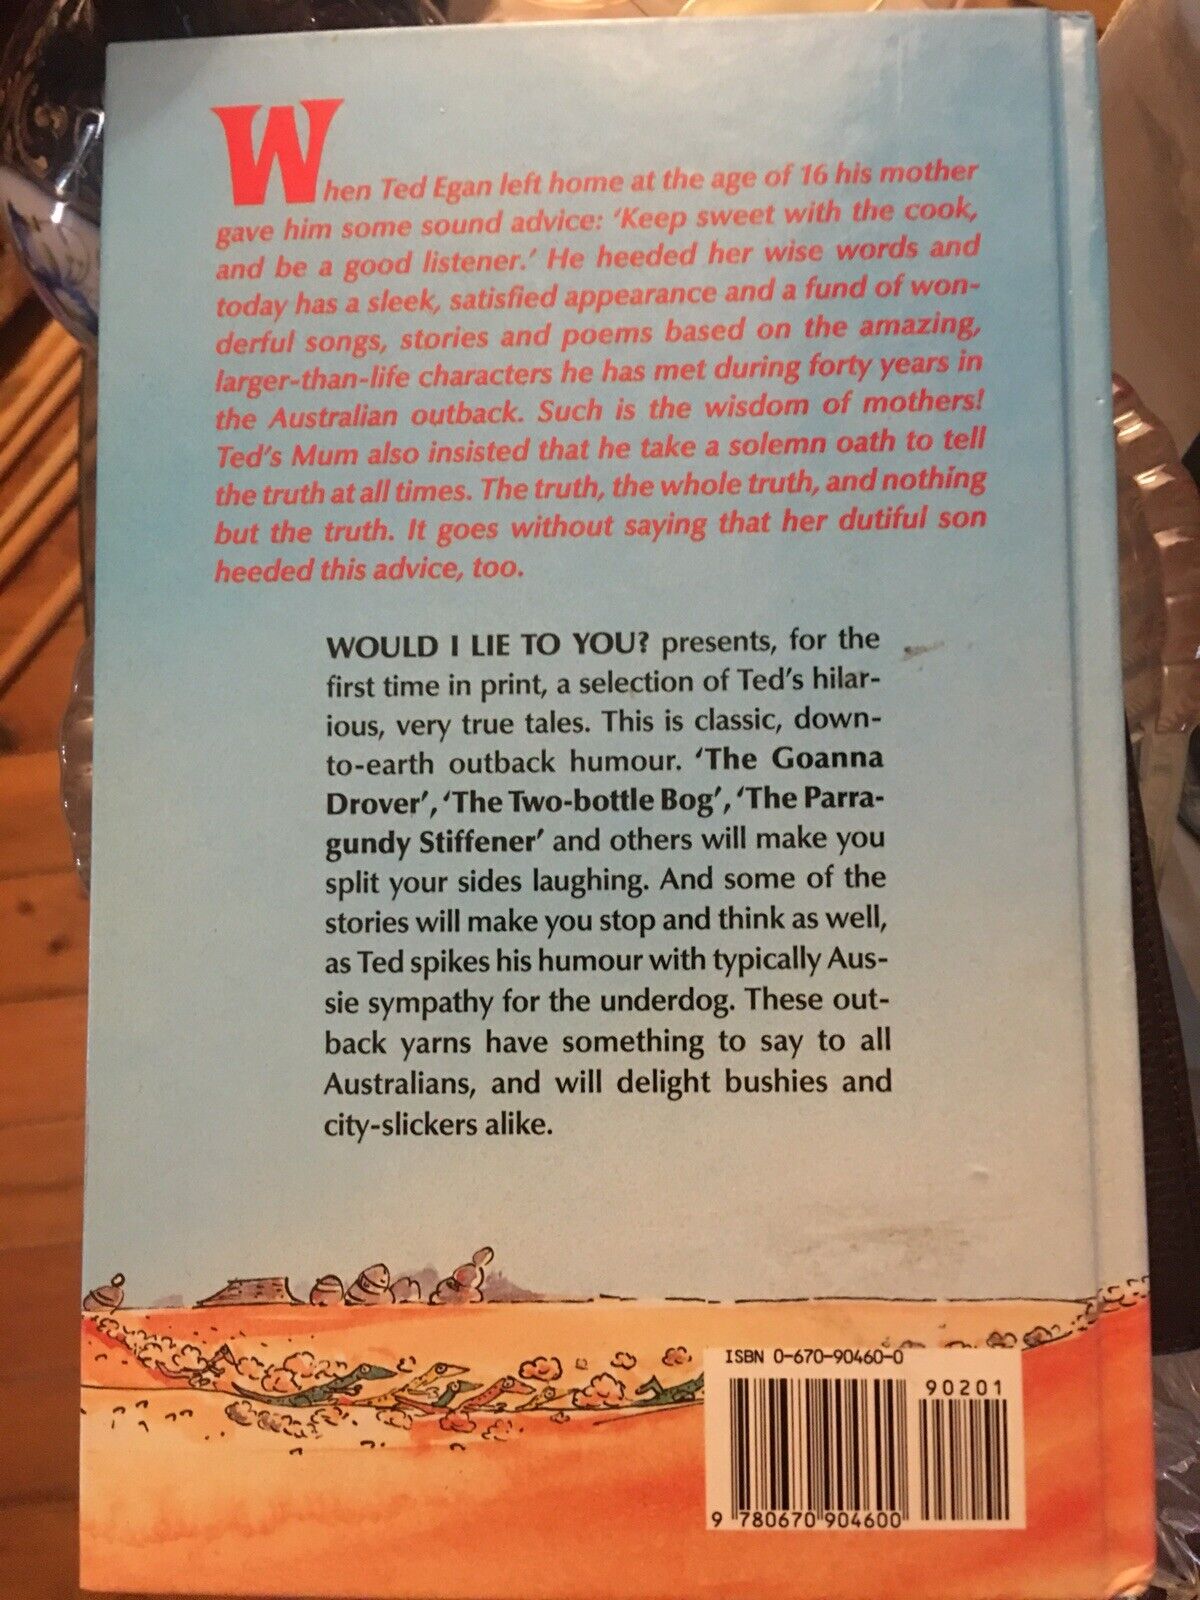 When Ted Egan left home at the age of 16 his mother
gave him some sound advice: ‘Keep sweet with the cook,
and be a good listener.’ He heeded her wise words and
today has a sleek, satisfied appearance and a fund of won-
derful songs, stories and poems based on the amazing,
larger-than-life characters he has met during forty years in
the Australian outback. Such is the wisdom of mothers!
Ted’s Mum also insisted that he take a solemn oath to tell
the truth at all times. The truth, the whole truth, and nothing
but the truth. It goes without saying that her dutiful son
heeded this advice, too.
WOULD I LIE TO YOU? presents, for the
first time in print, a selection of Ted’s hilar-
ious, very true tales. This is classic, down-
to-earth outback humour. ‘The Goanna
Drover’, ‘The Two-bottle Bog’, ‘The Parra-
gundy Stiffener’ and others will make you
split your sides laughing. And some of the
stories will make you stop and think as well,
as Ted spikes his humour with typically Aus-
sie sympathy for the underdog. These out-
back yarns have something to say to all
Australians, and will delight bushies and
city-slickers alike.
ISBN 0-670-90460-0
90201
9 780670 904600